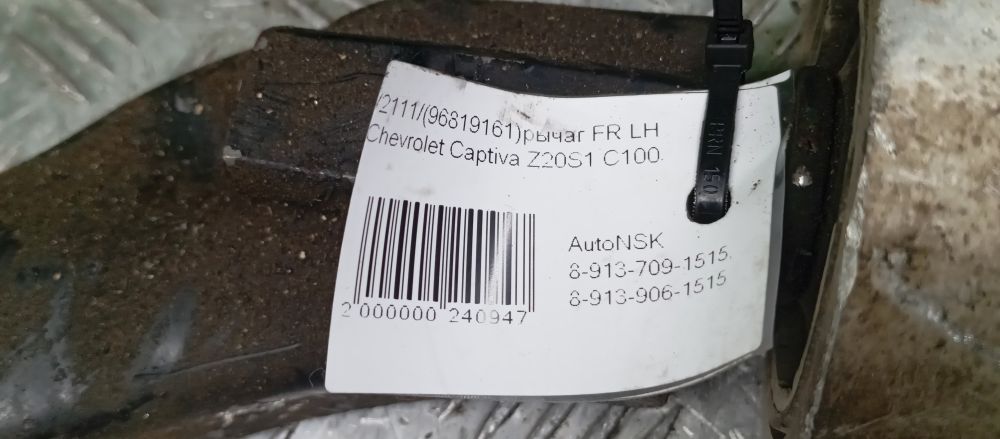 /2111/(96819161)рычаг FR LH
Chevrolet Captiva Z20S1 C100.
AutoNSK
8-913-709-1515,
8-913-906-1515
2 000000 240947